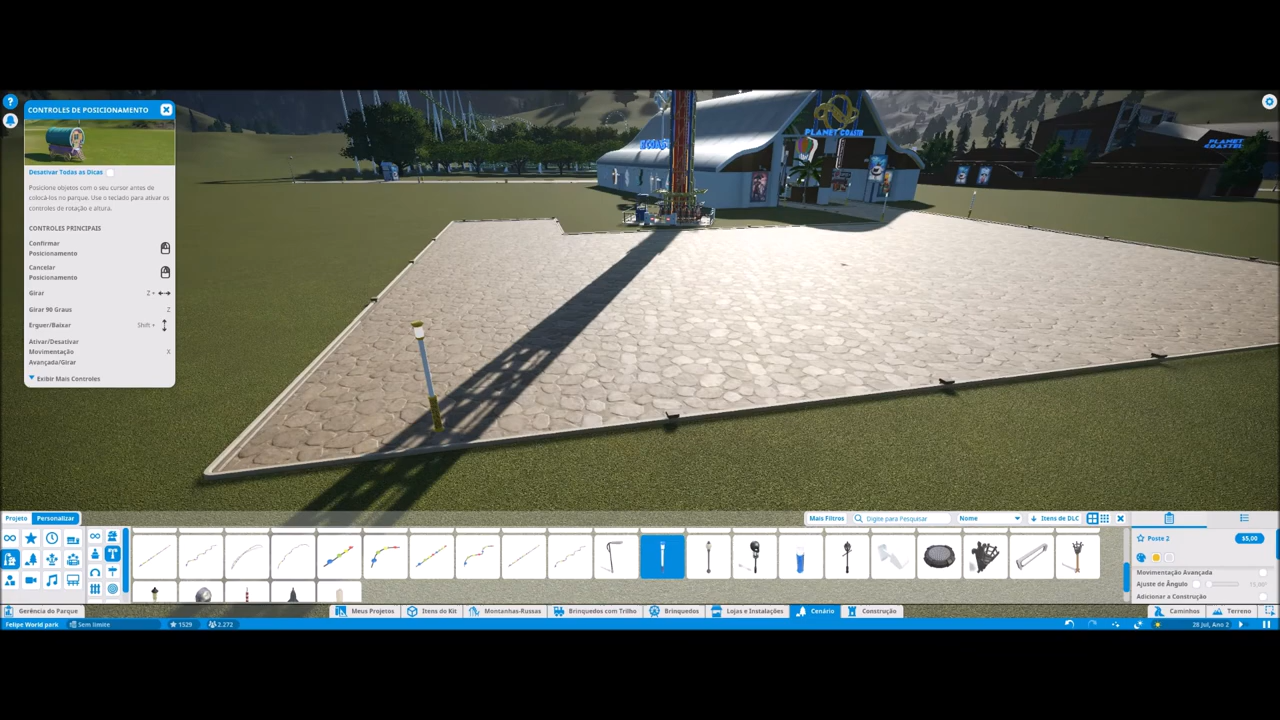 CONTROLES DE POSICIONAMENTO
Desativar Todas as Dicas
Posicione objetos com o seu cursor antes de
colocá-los no parque. Use o teclado para ativar os
controles de rotação e altura.
CONTROLES PRINCIPAIS
Confirmar
Posicionamento
Cancelar
Posicionamento
Girar Z +
Girar 90 Graus Z
Erguer/Baixar Shift +
Ativar/Desativar
Movimentação X
Avançada/Girar
Exibir Mais Controles
PLANET COASTER
PLANET
COASTER
Projeto Personalizar
Mais Filtros Digite para Pesquisar Nome Itens de DLC
Poste 2 $5,00
Movimentação Avançada
Ajuste de Ângulo 15,00°
Adicionar a Construção
Gerência do Parque Meus Projetos Itens do Kit Montanhas-Russas Brinquedos com Trilho Brinquedos Lojas e Instalações Cenário Construção Caminhos Terreno
Felipe World park Sem limite 1529 2.272 28 Jul, Ano 2